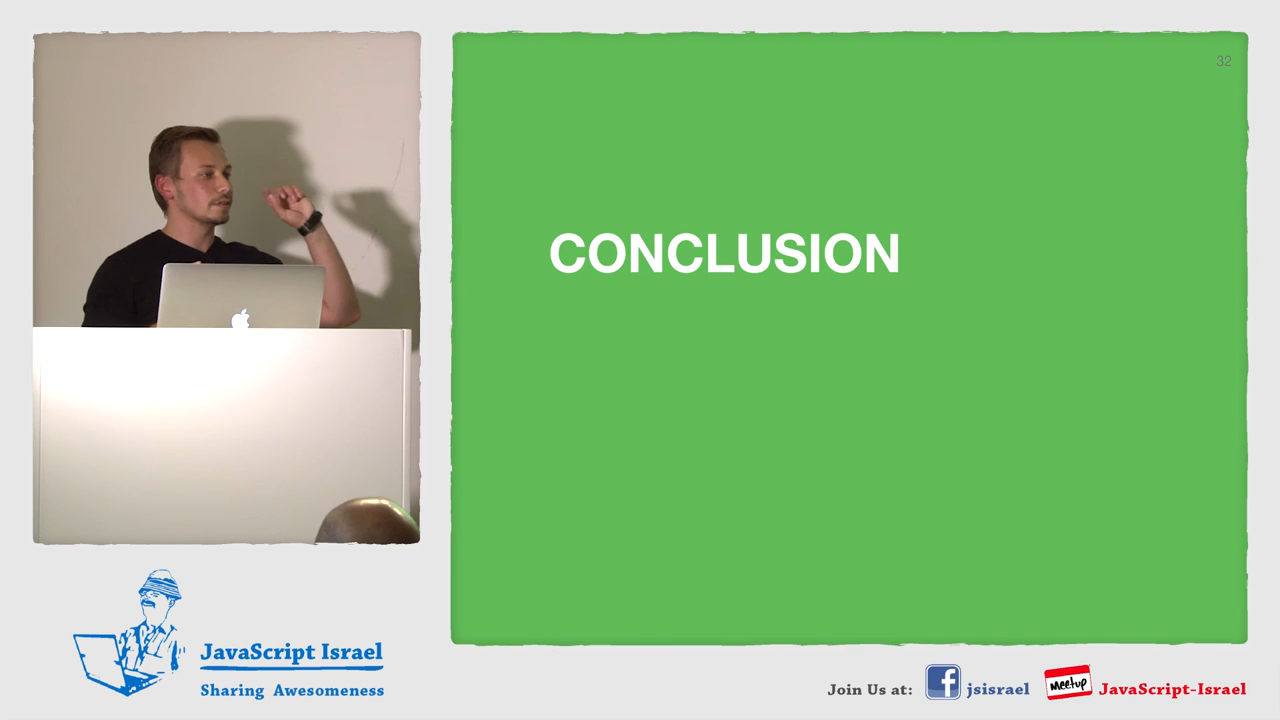 32
CONCLUSION
JavaScript Israel
Sharing Awesomeness
Join Us at:
jsisrael
Meetup
JavaScript-Israel